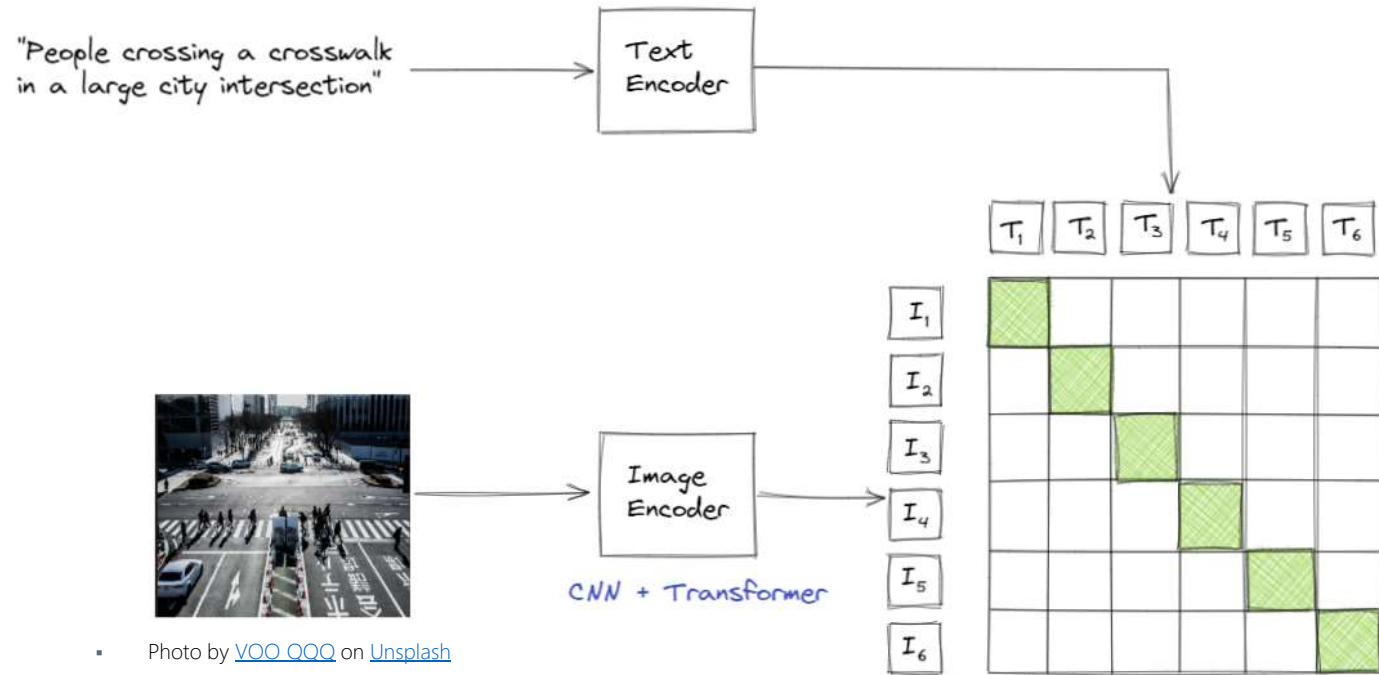 "People crossing a crosswalk
in a large city intersection"
Text
Encoder
T₁ T₂ T₃ T₄ T₅ T₆
I₁
I₂
I₃
I₄
I₅
I₆
Image
Encoder
CNN + Transformer
▪ Photo by VOO QQQ on Unsplash